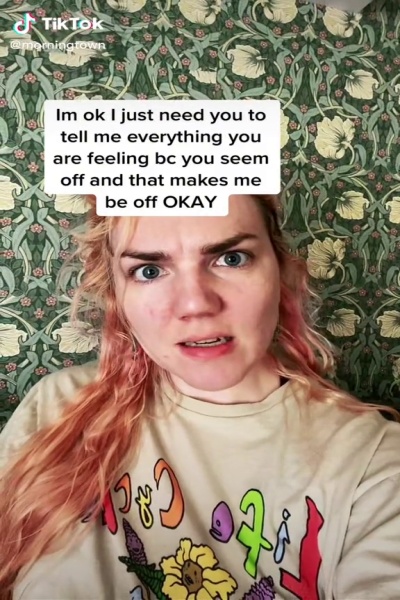 TikTok
@morningtown
Im ok I just need you to
tell me everything you
are feeling bc you seem
off and that makes me
be off OKAY